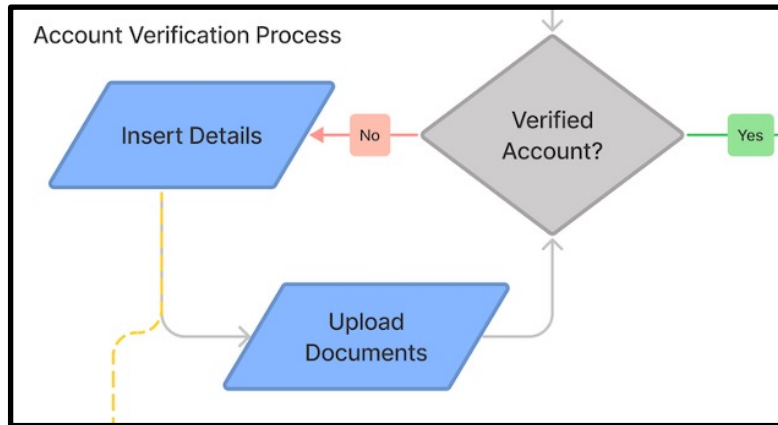 Account Verification Process
Insert Details
No
Verified
Account?
Yes
Upload
Documents